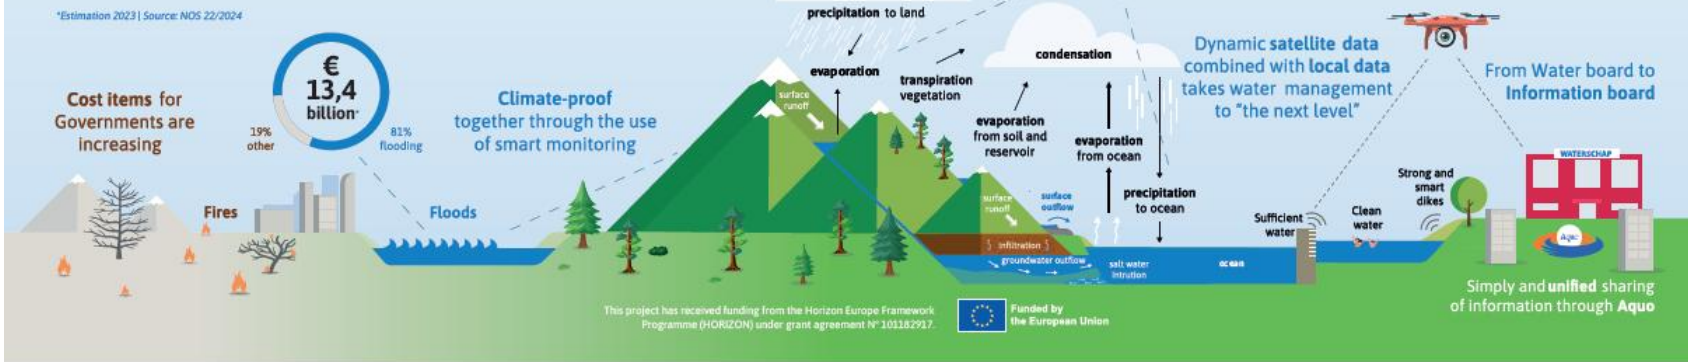 *Estimation 2023 | Source: NOS 22/2024
Cost items for
Governments are
increasing
€
13,4
billion*
19%
other
81%
flooding
Fires
Floods
Climate-proof
together through the use
of smart monitoring
precipitation to land
evaporation
surface
runoff
transpiration
vegetation
condensation
evaporation
from soil and
reservoir
evaporation
from ocean
precipitation
to ocean
surface
runoff
surface
outflow
infiltration
groundwater outflow
salt water
intrution
ocean
Dynamic satellite data
combined with local data
takes water management
to "the next level"
From Water board to
Information board
WATERSCHAP
Sufficient
water
Clean
water
Strong and
smart
dikes
Aquo
Simply and unified sharing
of information through Aquo
This project has received funding from the Horizon Europe Framework
Programme (HORIZON) under grant agreement N° 101182917.
Funded by
the European Union